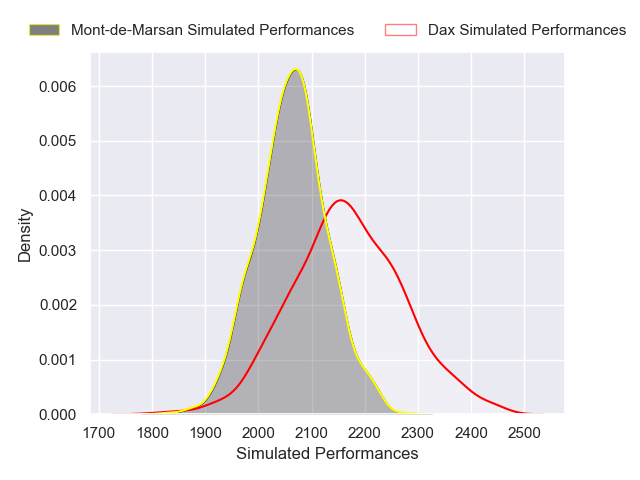 Mont-de-Marsan Simulated Performances
Dax Simulated Performances
0.006
0.005
0.004
0.003
0.002
0.001
0.000
Density
1700 1800 1900 2000 2100 2200 2300 2400 2500
Simulated Performances